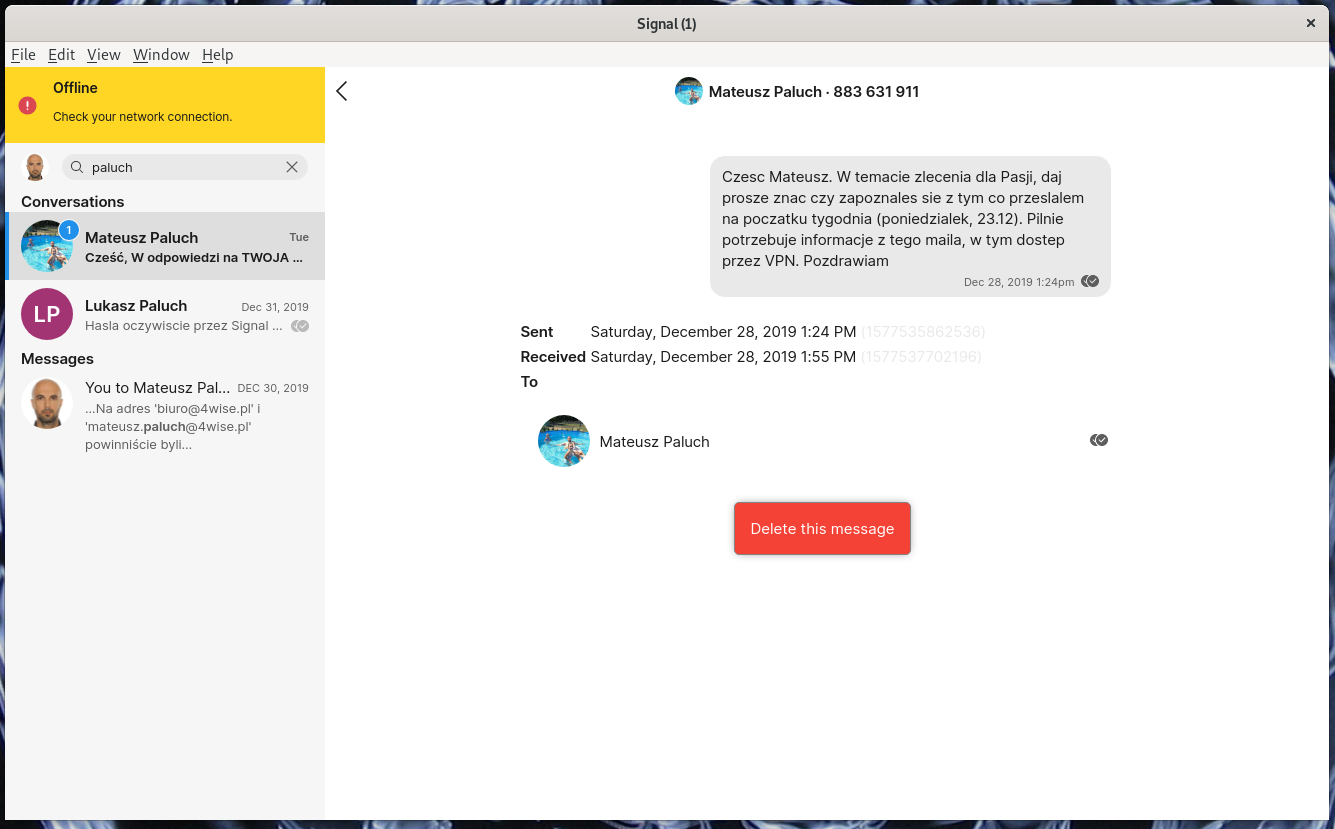 Signal (1)
File Edit View Window Help
Offline
Check your network connection.
paluch
Conversations
1
Mateusz Paluch Tue
Cześć, W odpowiedzi na TWOJA ...
LP
Lukasz Paluch Dec 31, 2019
Hasla oczywiscie przez Signal ...
Messages
You to Mateusz Pal... DEC 30, 2019
...Na adres 'biuro@4wise.pl' i
'mateusz.paluch@4wise.pl'
powinniście byli...
Mateusz Paluch · 883 631 911
Czesc Mateusz. W temacie zlecenia dla Pasji, daj
prosze znac czy zapoznales sie z tym co przeslalem
na poczatku tygodnia (poniedzialek, 23.12). Pilnie
potrzebuje informacje z tego maila, w tym dostep
przez VPN. Pozdrawiam
Dec 28, 2019 1:24pm
Sent Saturday, December 28, 2019 1:24 PM (1577535862536)
Received Saturday, December 28, 2019 1:55 PM (1577537702196)
To
Mateusz Paluch
Delete this message